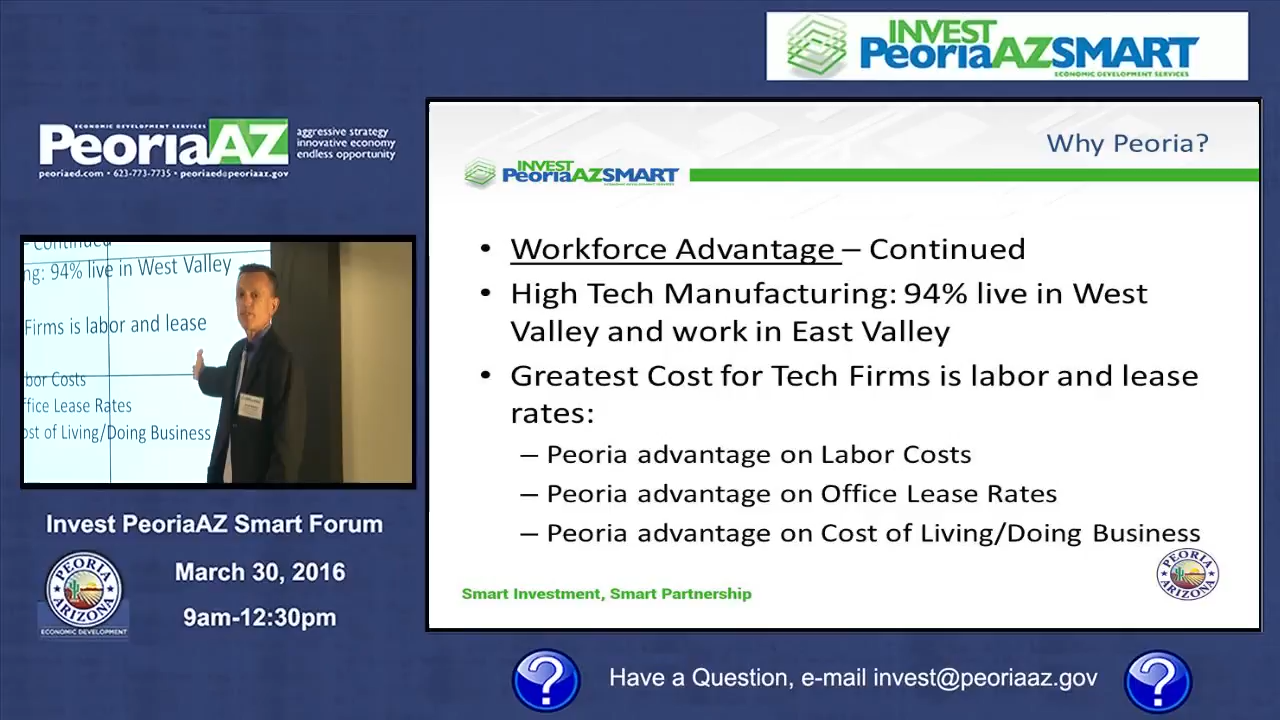 INVEST
PeoriaAZSMART
ECONOMIC DEVELOPMENT SERVICES
ECONOMIC DEVELOPMENT SERVICES
PeoriaAZ
aggressive strategy
innovative economy
endless opportunity
peoriaed.com • 623-773-7735 • periaed@peoriaaz.gov
Why Peoria?
INVEST
PeoriaAZSMART
• Workforce Advantage – Continued
• High Tech Manufacturing: 94% live in West
Valley and work in East Valley
• Greatest Cost for Tech Firms is labor and lease
rates:
– Peoria advantage on Labor Costs
– Peoria advantage on Office Lease Rates
– Peoria advantage on Cost of Living/Doing Business
Smart Investment, Smart Partnership
PEORIA
ARIZONA
– Continued
ng: 94% live in West Valley
Firms is labor and lease
bor Costs
ffice Lease Rates
ost of Living/Doing Business
Invest PeoriaAZ Smart Forum
March 30, 2016
9am-12:30pm
PEORIA
ARIZONA
ECONOMIC DEVELOPMENT
? Have a Question, e-mail invest@peoriaaz.gov ?